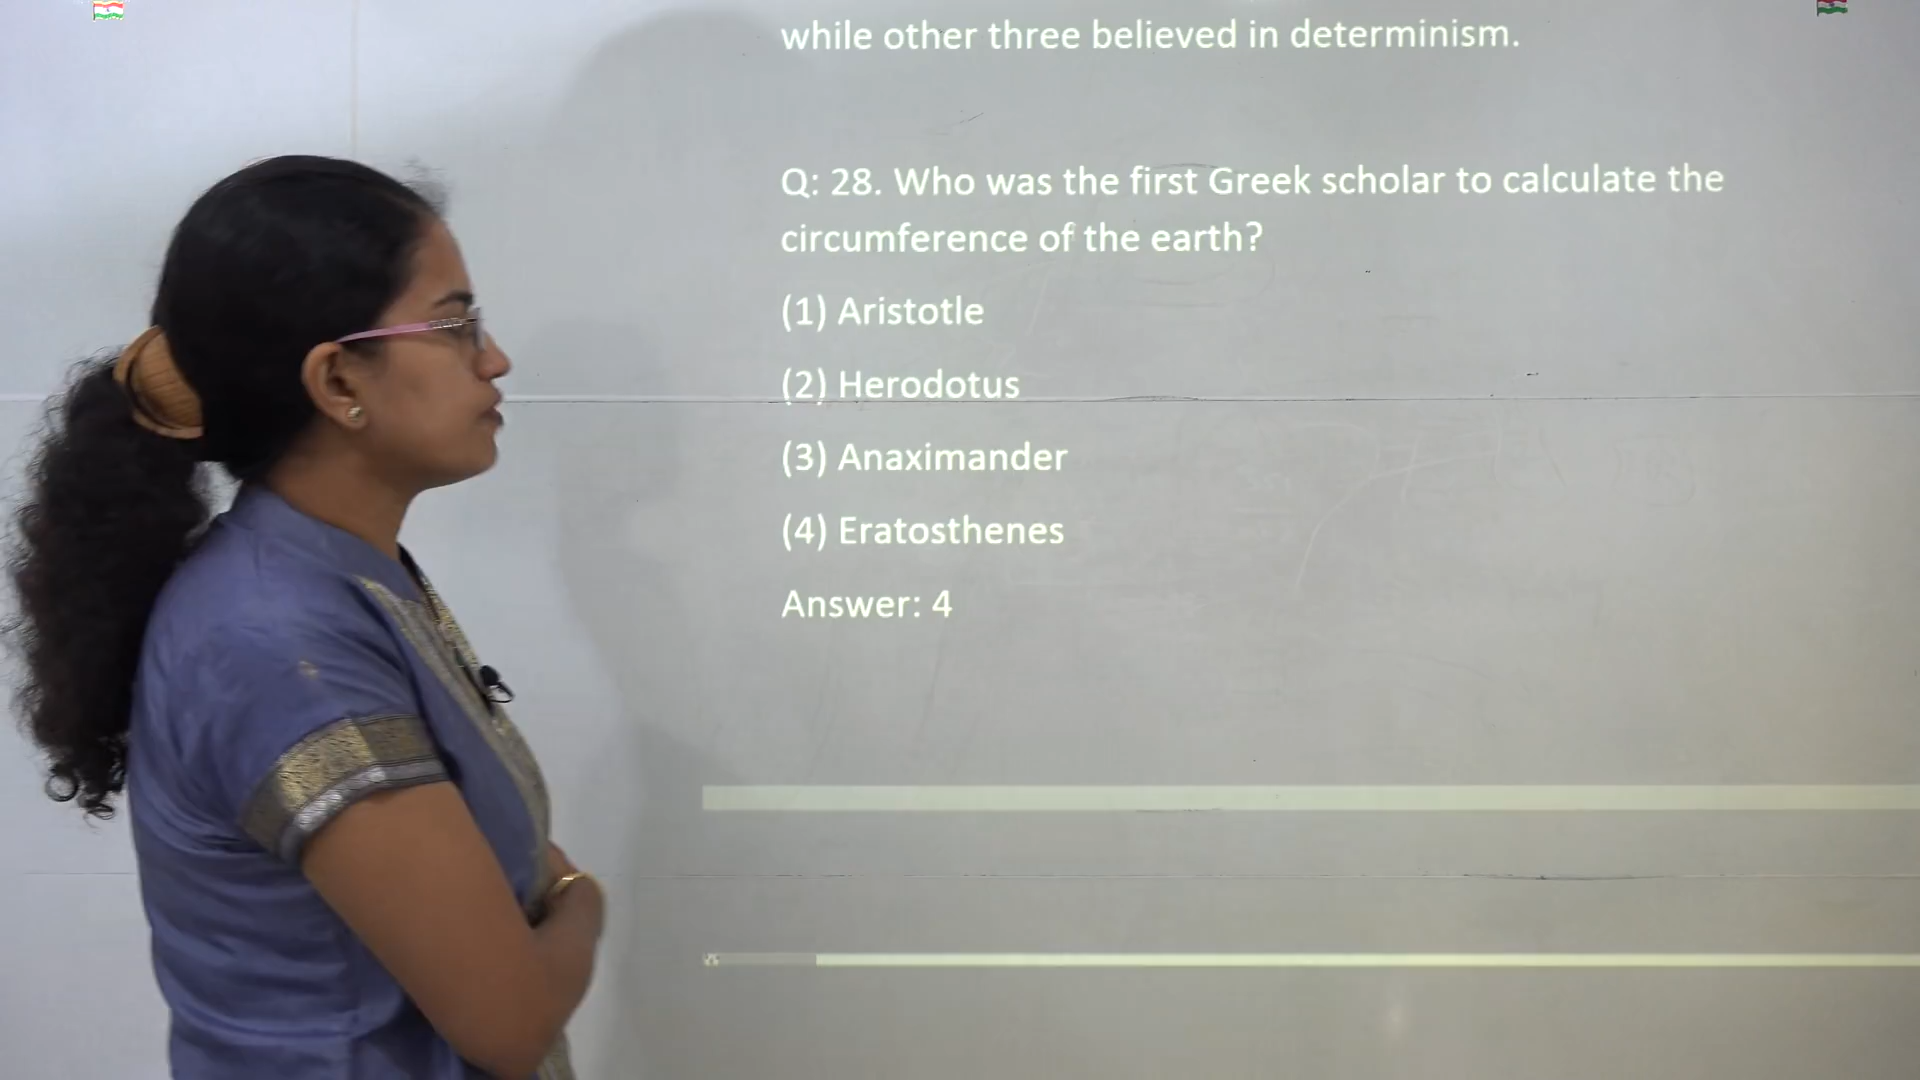 while other three believed in determinism.
Q: 28. Who was the first Greek scholar to calculate the
circumference of the earth?
(1) Aristotle
(2) Herodotus
(3) Anaximander
(4) Eratosthenes
Answer: 4